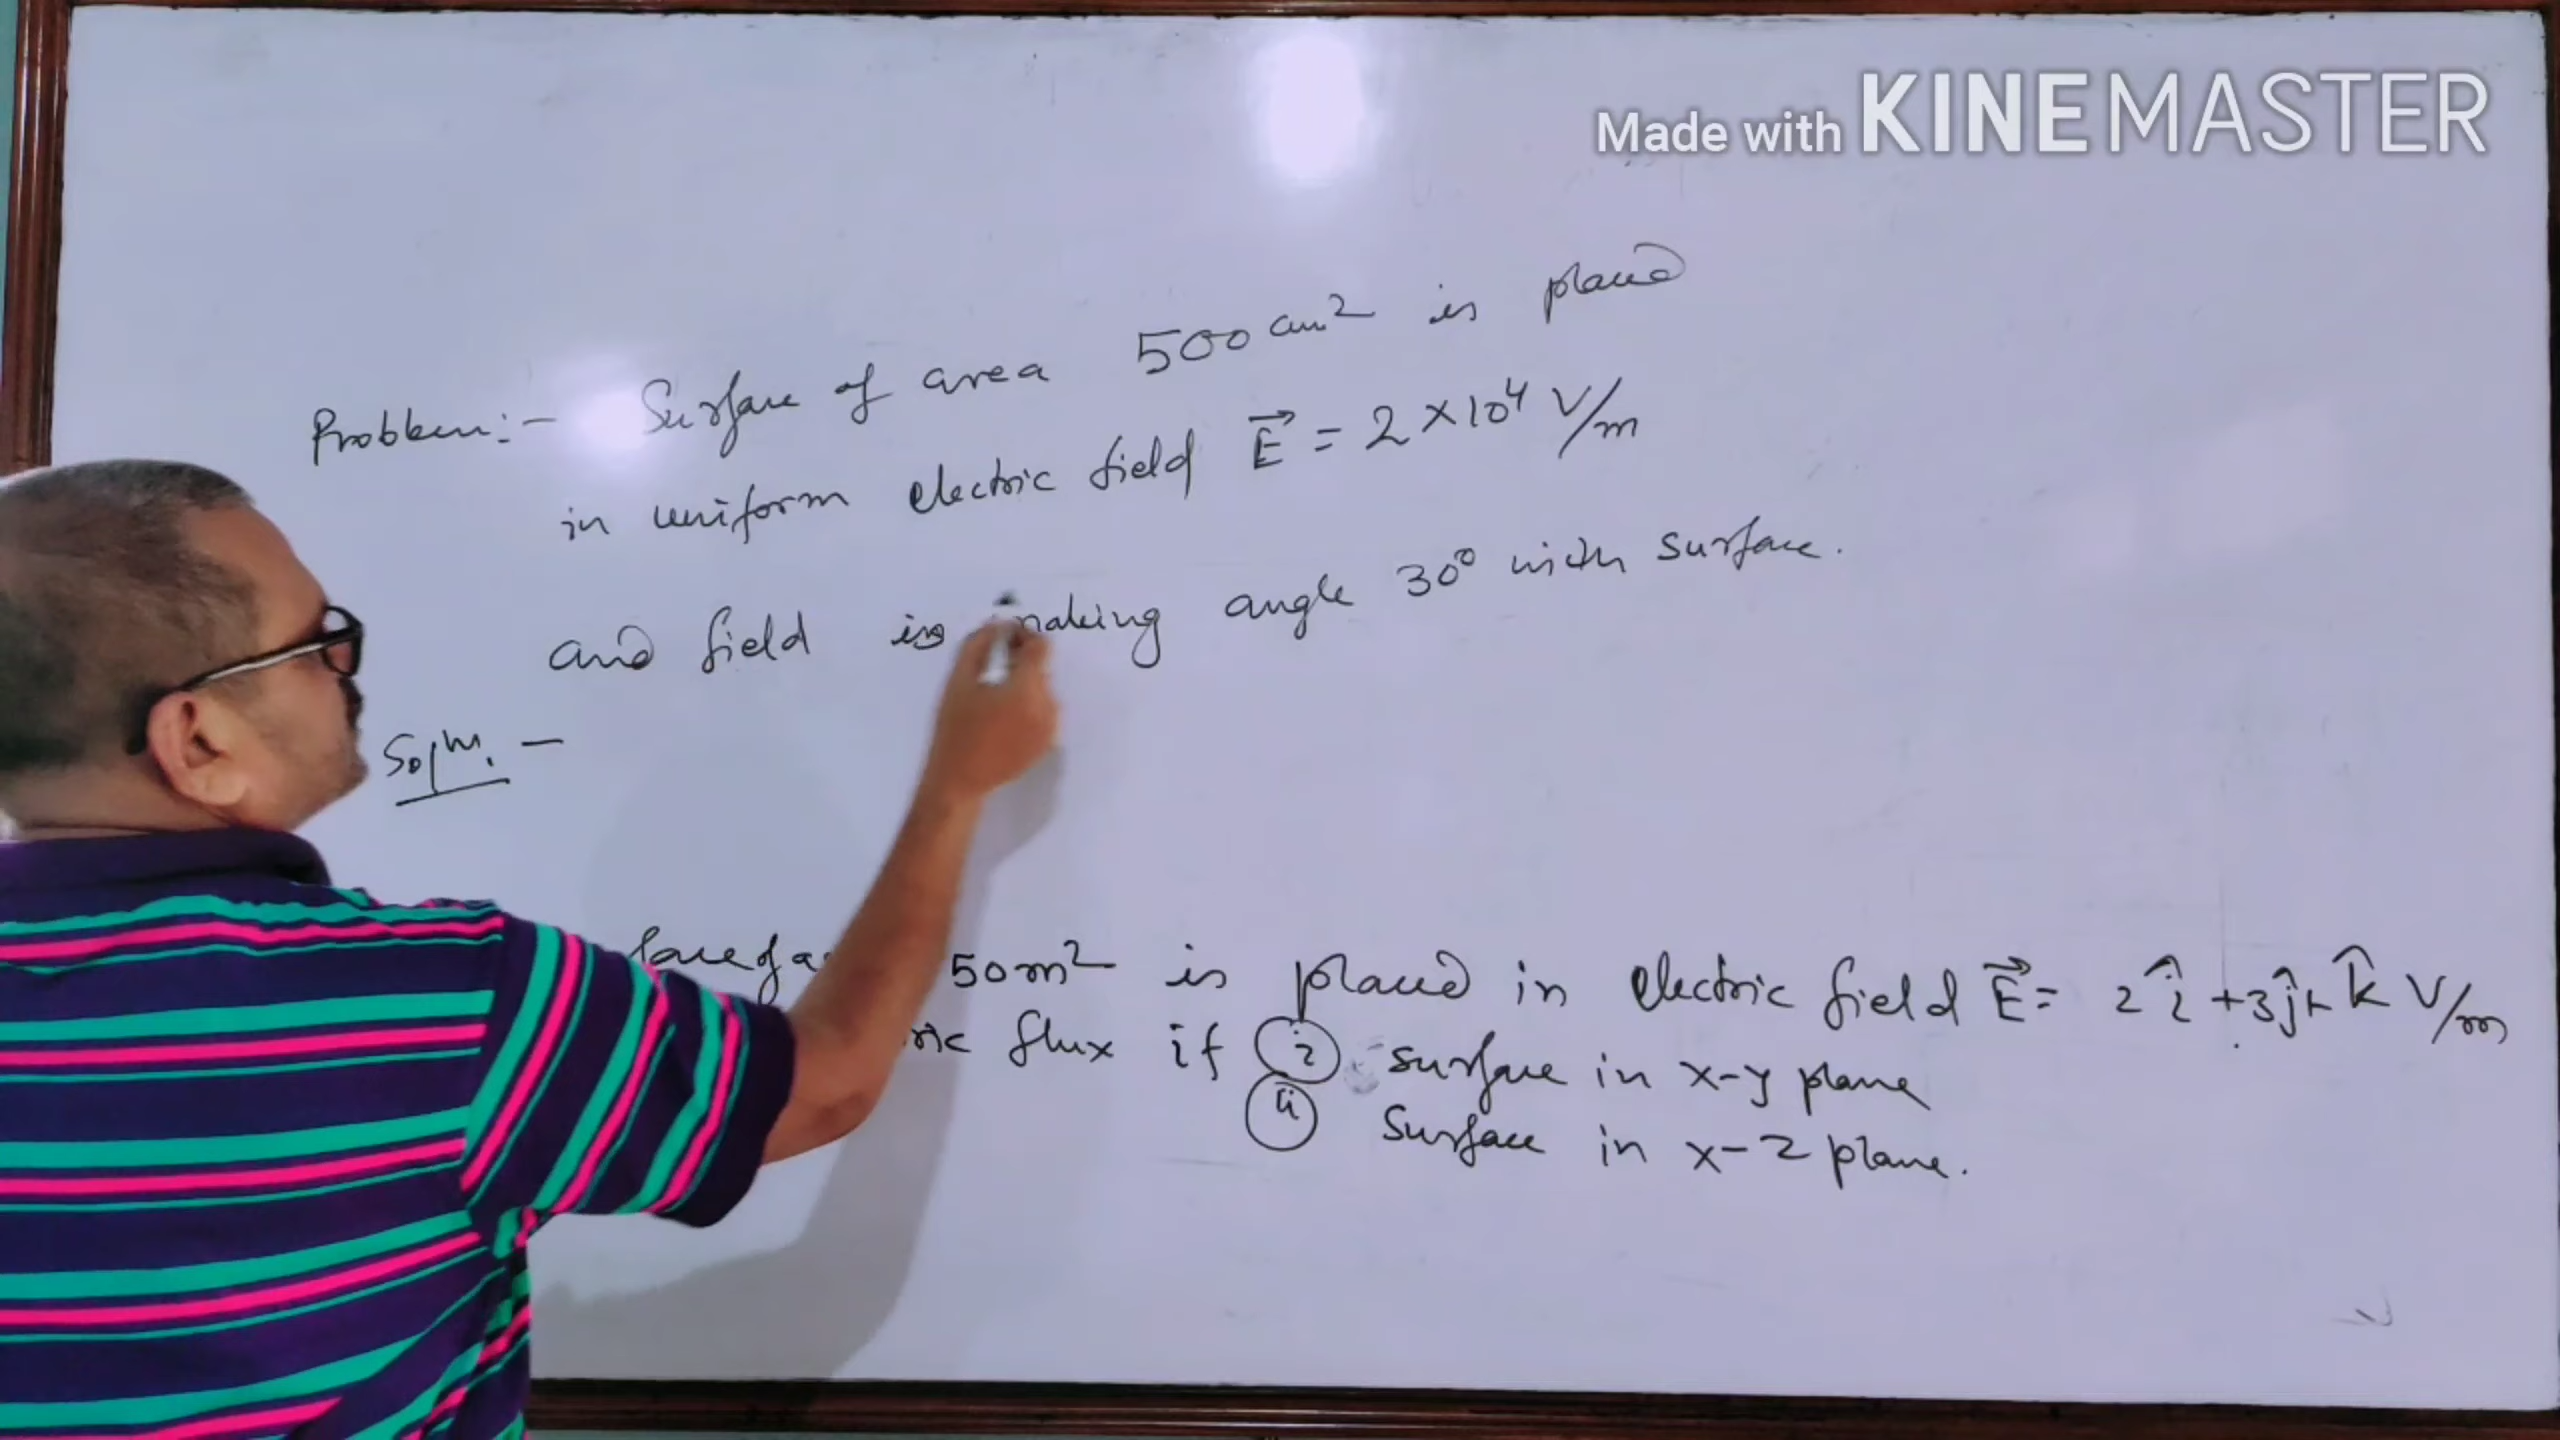 Made with KINEMASTER
Problem:- Surface of area 500 cm² is placed
in uniform electric field E⃗ = 2 × 10⁴ V/m
and field is making angle 30° with surface.
Solⁿ. -
50m² is placed in electric field E⃗ = 2î + 3ĵ + k̂ V/m
flux if (i) surface in x-y plane
(ii) Surface in x-z plane.